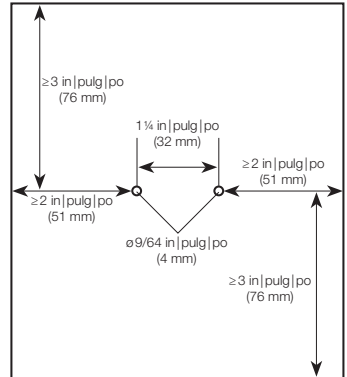 ≥3 in|pulg|po
(76 mm)
1¼ in|pulg|po
(32 mm)
≥2 in|pulg|po
(51 mm)
≥2 in|pulg|po
(51 mm)
ø9/64 in|pulg|po
(4 mm)
≥3 in|pulg|po
(76 mm)